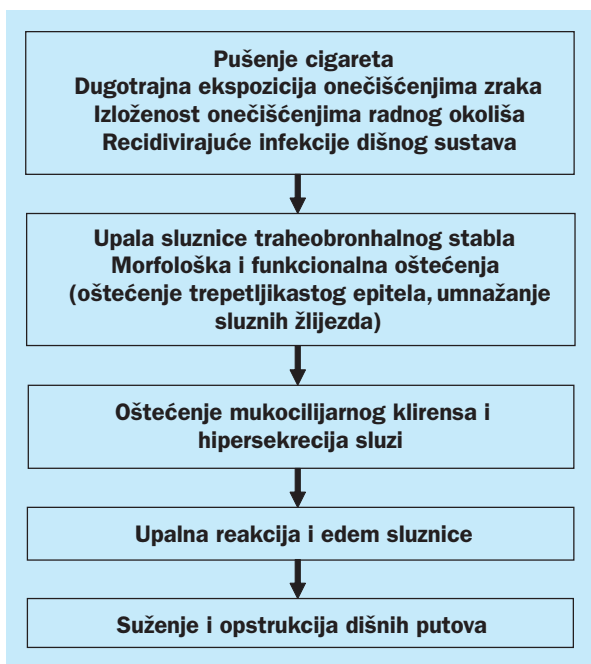 Pušenje cigareta
Dugotrajna ekspozicija onečišćenjima zraka
Izloženost onečišćenjima radnog okoliša
Recidivirajuće infekcije dišnog sustava
Upala sluznice traheobronhalnog stabla
Morfološka i funkcionalna oštećenja
(oštećenje trepetljikastog epitela, umnažanje
sluznih žlijezda)
Oštećenje mukocilijarnog klirensa i
hipersekrecija sluzi
Upalna reakcija i edem sluznice
Suženje i opstrukcija dišnih putova